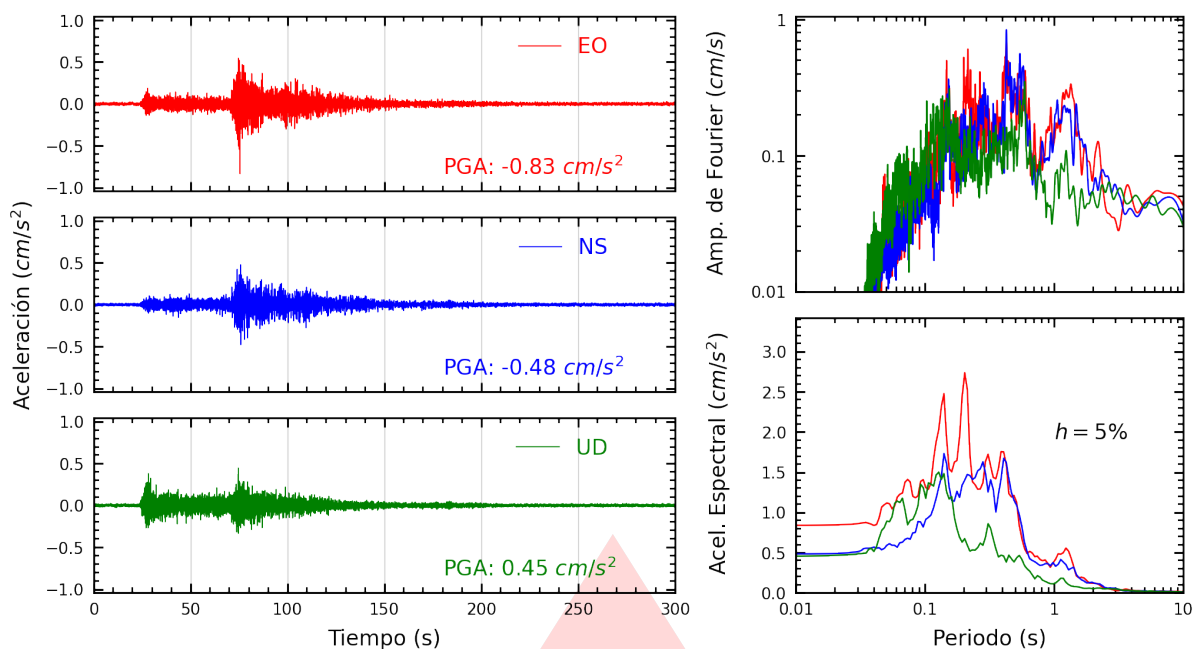 Aceleración (cm/s²)
1.0
0.5
0.0
−0.5
−1.0
EO
PGA: -0.83 cm/s²
1.0
0.5
0.0
−0.5
−1.0
NS
PGA: -0.48 cm/s²
1.0
0.5
0.0
−0.5
−1.0
UD
PGA: 0.45 cm/s²
0 50 100 150 200 250 300
Tiempo (s)
Amp. de Fourier (cm/s)
1
0.1
0.01
Acel. Espectral (cm/s²)
3.0
2.5
2.0
1.5
1.0
0.5
0.0
h = 5%
0.01 0.1 1 10
Periodo (s)